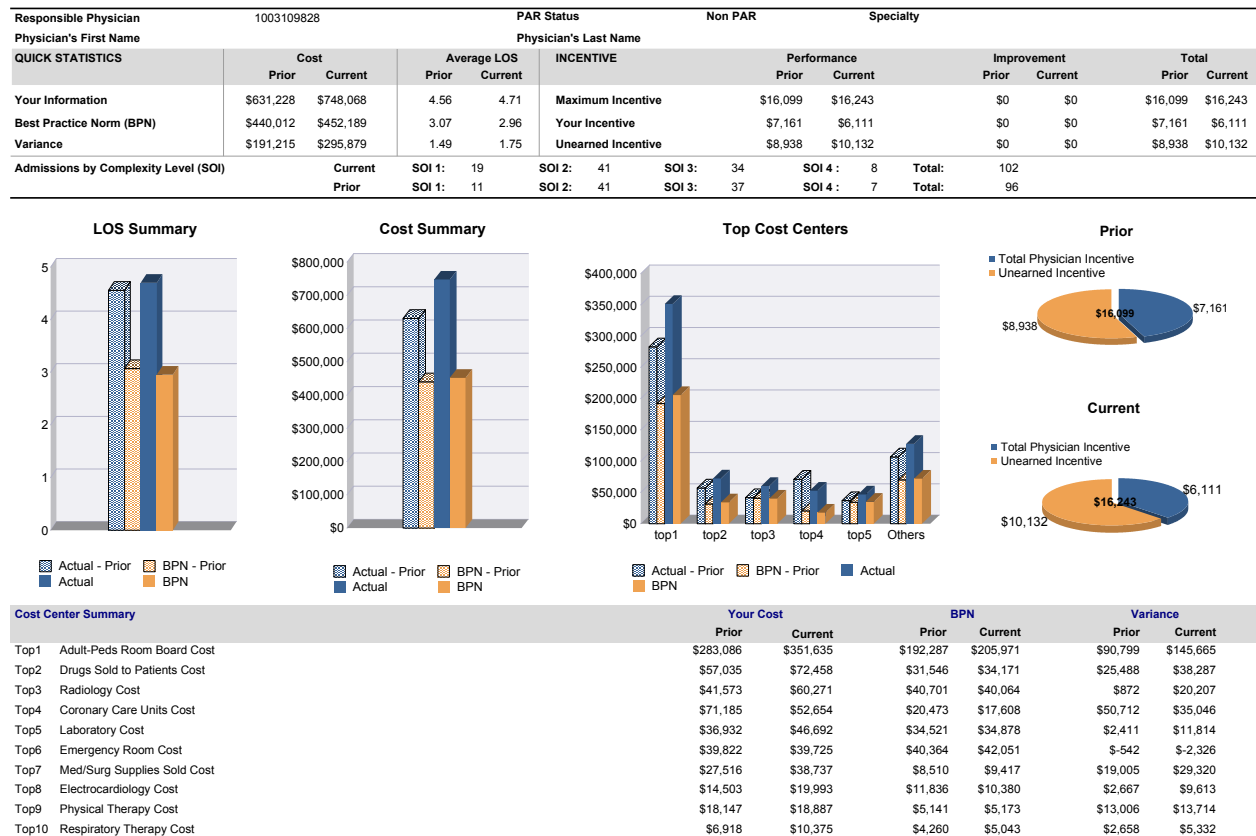 Responsible Physician 1003109828 PAR Status Non PAR Specialty
Physician's First Name Physician's Last Name
QUICK STATISTICS Cost Average LOS INCENTIVE Performance Improvement Total
Prior Current Prior Current Prior Current Prior Current Prior Current
Your Information $631,228 $748,068 4.56 4.71 Maximum Incentive $16,099 $16,243 $0 $0 $16,099 $16,243
Best Practice Norm (BPN) $440,012 $452,189 3.07 2.96 Your Incentive $7,161 $6,111 $0 $0 $7,161 $6,111
Variance $191,215 $295,879 1.49 1.75 Unearned Incentive $8,938 $10,132 $0 $0 $8,938 $10,132
Admissions by Complexity Level (SOI) Current SOI 1: 19 SOI 2: 41 SOI 3: 34 SOI 4 : 8 Total: 102
Prior SOI 1: 11 SOI 2: 41 SOI 3: 37 SOI 4 : 7 Total: 96
LOS Summary
5
4
3
2
1
0
Actual - Prior BPN - Prior
Actual BPN
Cost Summary
$800,000
$700,000
$600,000
$500,000
$400,000
$300,000
$200,000
$100,000
$0
Actual - Prior BPN - Prior
Actual BPN
Top Cost Centers
$400,000
$350,000
$300,000
$250,000
$200,000
$150,000
$100,000
$50,000
$0
top1 top2 top3 top4 top5 Others
Actual - Prior BPN - Prior Actual
BPN
Prior
Total Physician Incentive
Unearned Incentive
$16,099 $7,161
$8,938
Current
Total Physician Incentive
Unearned Incentive
$6,111
$16,243
$10,132
Cost Center Summary Your Cost BPN Variance
Prior Current Prior Current Prior Current
Top1 Adult-Peds Room Board Cost $283,086 $351,635 $192,287 $205,971 $90,799 $145,665
Top2 Drugs Sold to Patients Cost $57,035 $72,458 $31,546 $34,171 $25,488 $38,287
Top3 Radiology Cost $41,573 $60,271 $40,701 $40,064 $872 $20,207
Top4 Coronary Care Units Cost $71,185 $52,654 $20,473 $17,608 $50,712 $35,046
Top5 Laboratory Cost $36,932 $46,692 $34,521 $34,878 $2,411 $11,814
Top6 Emergency Room Cost $39,822 $39,725 $40,364 $42,051 $-542 $-2,326
Top7 Med/Surg Supplies Sold Cost $27,516 $38,737 $8,510 $9,417 $19,005 $29,320
Top8 Electrocardiology Cost $14,503 $19,993 $11,836 $10,380 $2,667 $9,613
Top9 Physical Therapy Cost $18,147 $18,887 $5,141 $5,173 $13,006 $13,714
Top10 Respiratory Therapy Cost $6,918 $10,375 $4,260 $5,043 $2,658 $5,332